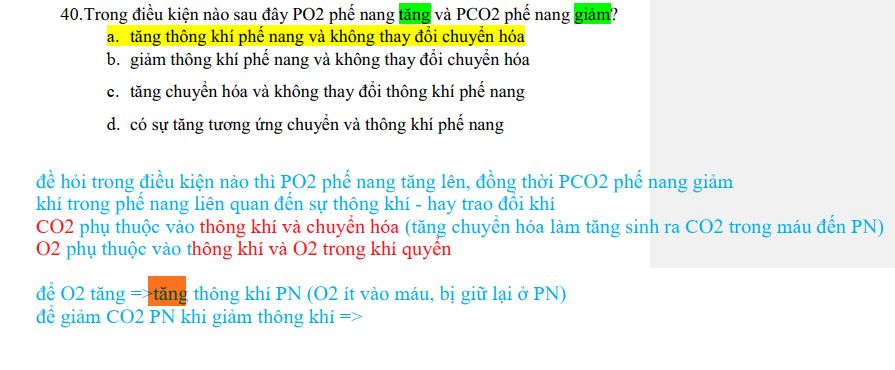 40.Trong điều kiện nào sau đây PO2 phế nang tăng và PCO2 phế nang giảm?
a. tăng thông khí phế nang và không thay đổi chuyển hóa
b. giảm thông khí phế nang và không thay đổi chuyển hóa
c. tăng chuyển hóa và không thay đổi thông khí phế nang
d. có sự tăng tương ứng chuyển và thông khí phế nang
đề hỏi trong điều kiện nào thì PO2 phế nang tăng lên, đồng thời PCO2 phế nang giảm
khí trong phế nang liên quan đến sự thông khí - hay trao đổi khí
CO2 phụ thuộc vào thông khí và chuyển hóa (tăng chuyển hóa làm tăng sinh ra CO2 trong máu đến PN)
O2 phụ thuộc vào thông khí và O2 trong khí quyển
để O2 tăng =>tăng thông khí PN (O2 ít vào máu, bị giữ lại ở PN)
để giảm CO2 PN khi giảm thông khí =>